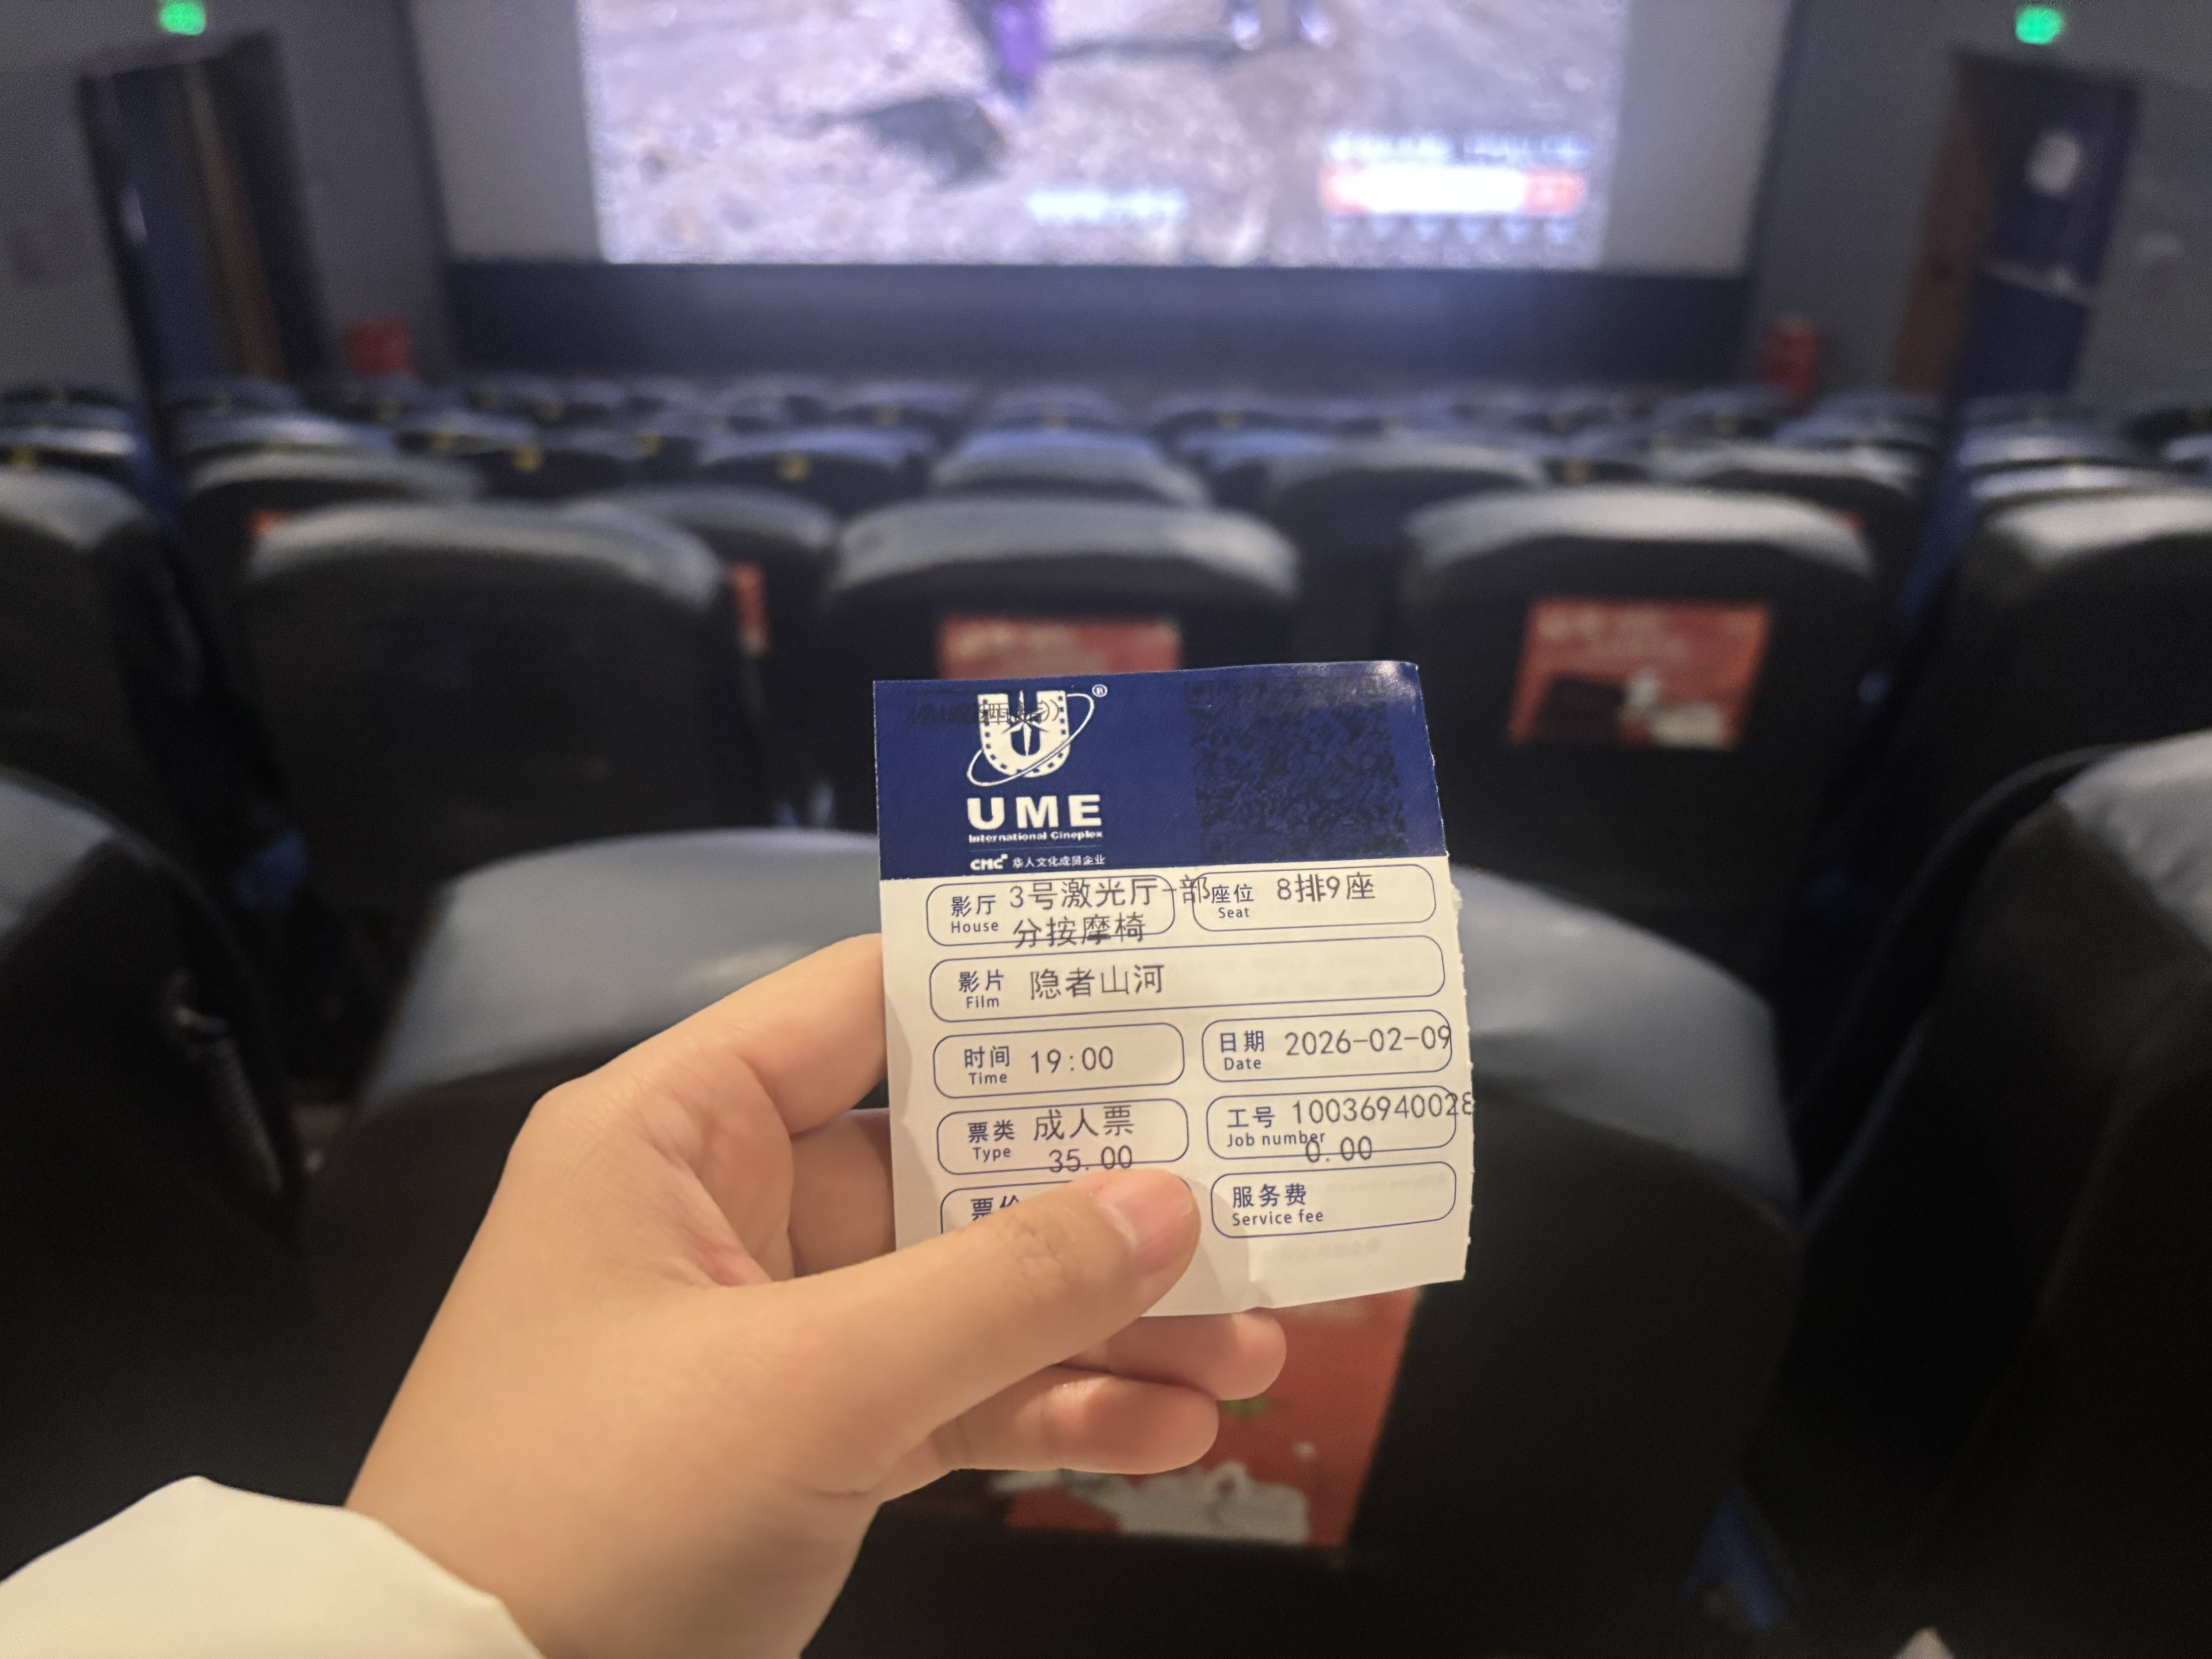 UME
International Cineplex
CMC 华人文化成员企业
影厅 3号激光厅-部
House 分按摩椅
座位 8排9座
Seat
影片 隐者山河
Film
时间 19:00
Time
日期 2026-02-09
Date
票类 成人票
Type
35.00
工号 10036940028
Job number
0.00
服务费
Service fee